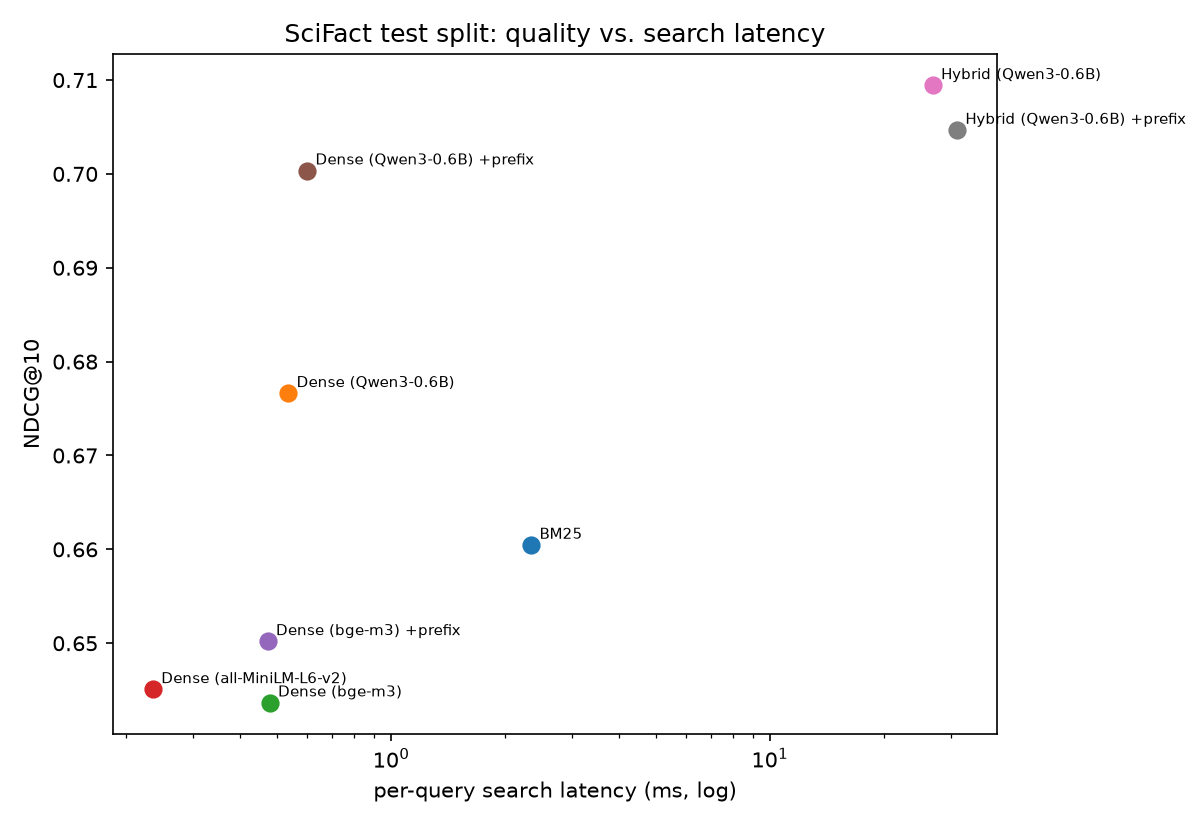 SciFact test split: quality vs. search latency
0.71
Hybrid (Qwen3-0.6B)
Hybrid (Qwen3-0.6B) +prefix
0.70
Dense (Qwen3-0.6B) +prefix
0.69
0.68
Dense (Qwen3-0.6B)
NDCG@10
0.67
0.66
BM25
0.65
Dense (bge-m3) +prefix
Dense (all-MiniLM-L6-v2)
Dense (bge-m3)
10⁰
10¹
per-query search latency (ms, log)